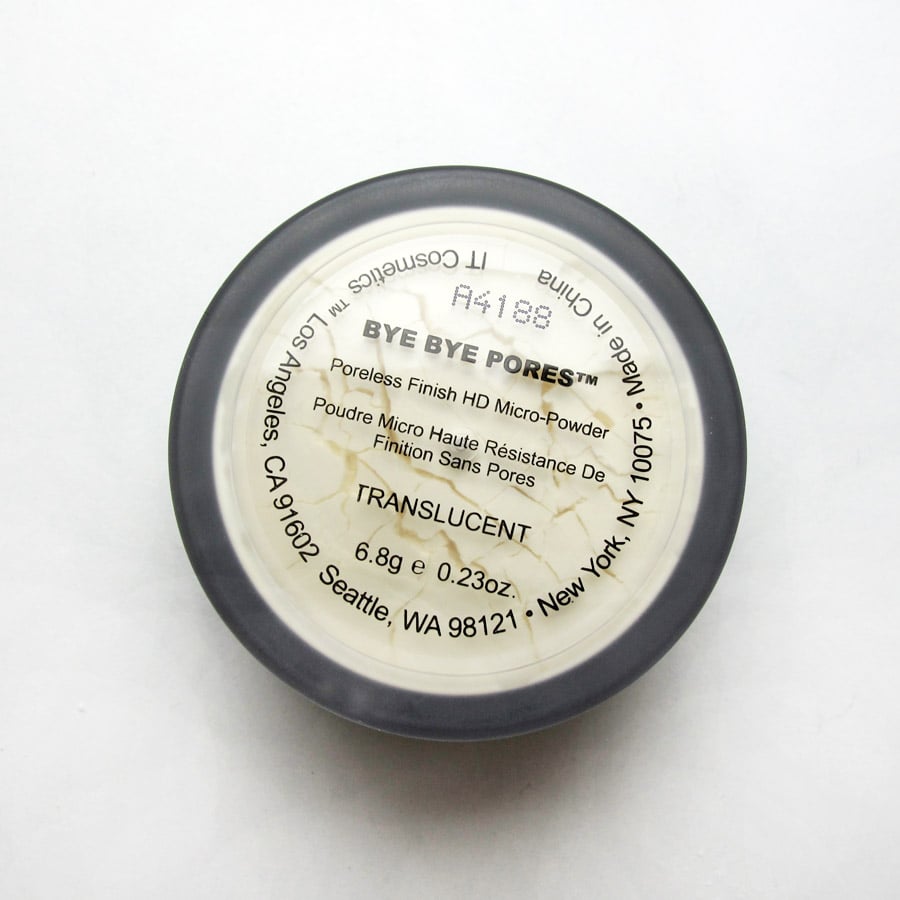 A4188
BYE BYE PORES™
Poreless Finish HD Micro-Powder
Poudre Micro Haute Résistance De
Finition Sans Pores
TRANSLUCENT
6.8g ℮ 0.23oz.
IT Cosmetics ™ Los Angeles, CA 91602 Seattle, WA 98121 • New York, NY 10075 • Made in China